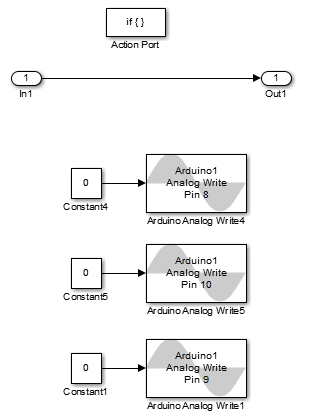 if { }
Action Port
1
In1
1
Out1
0
Constant4
Arduino1
Analog Write
Pin 8
Arduino Analog Write4
0
Constant5
Arduino1
Analog Write
Pin 10
Arduino Analog Write5
0
Constant1
Arduino1
Analog Write
Pin 9
Arduino Analog Write1